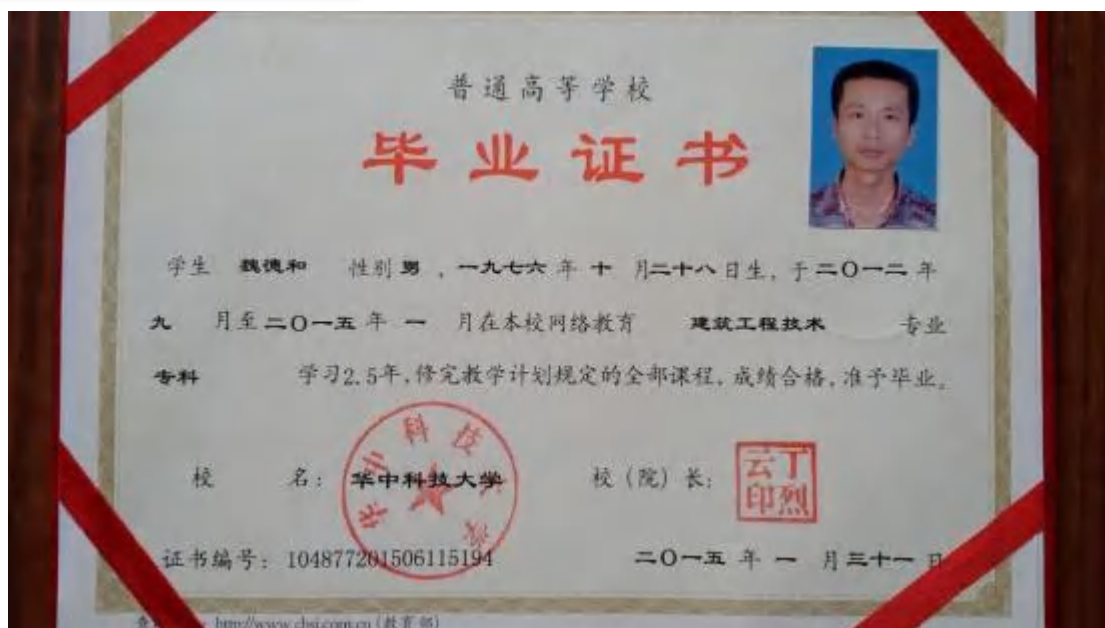 普通高等学校
毕业证书
学生 魏德和 性别 男 ，一九七六 年 十 月二十八日生，于二〇一二 年
九 月至二〇一五 年 一 月在本校网络教育 建筑工程技术 专业
专科 学习2.5年，修完教学计划规定的全部课程，成绩合格，准予毕业。
校 名：华中科技大学 校（院）长：
华中科技大学
丁烈云印
证书编号：104877201506115194 二〇一五 年 一 月三十一日
http://www.chsi.com.cn (教育部)